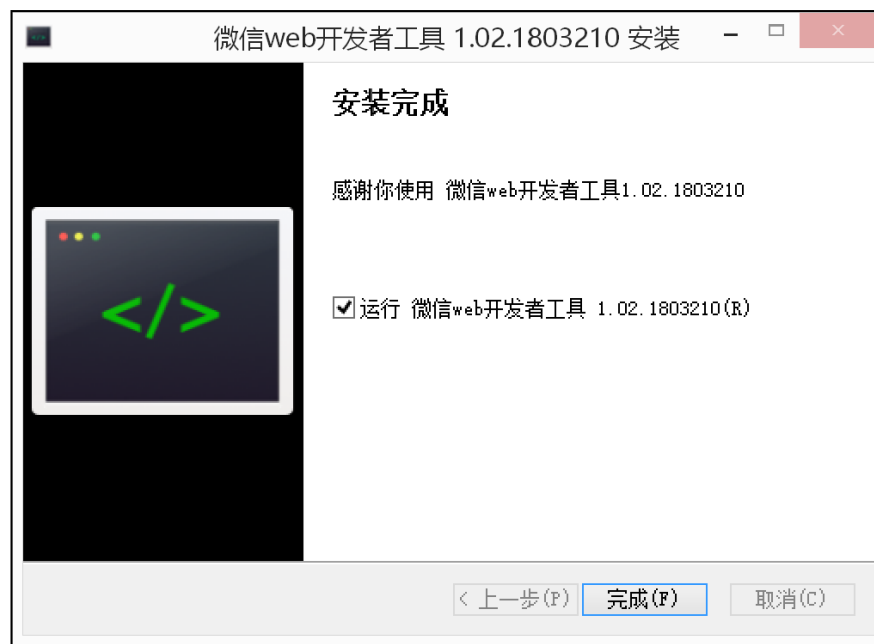 微信web开发者工具 1.02.1803210 安装
安装完成
感谢你使用 微信web开发者工具1.02.1803210
</>
运行 微信web开发者工具 1.02.1803210(R)
< 上一步(P)
完成(F)
取消(C)